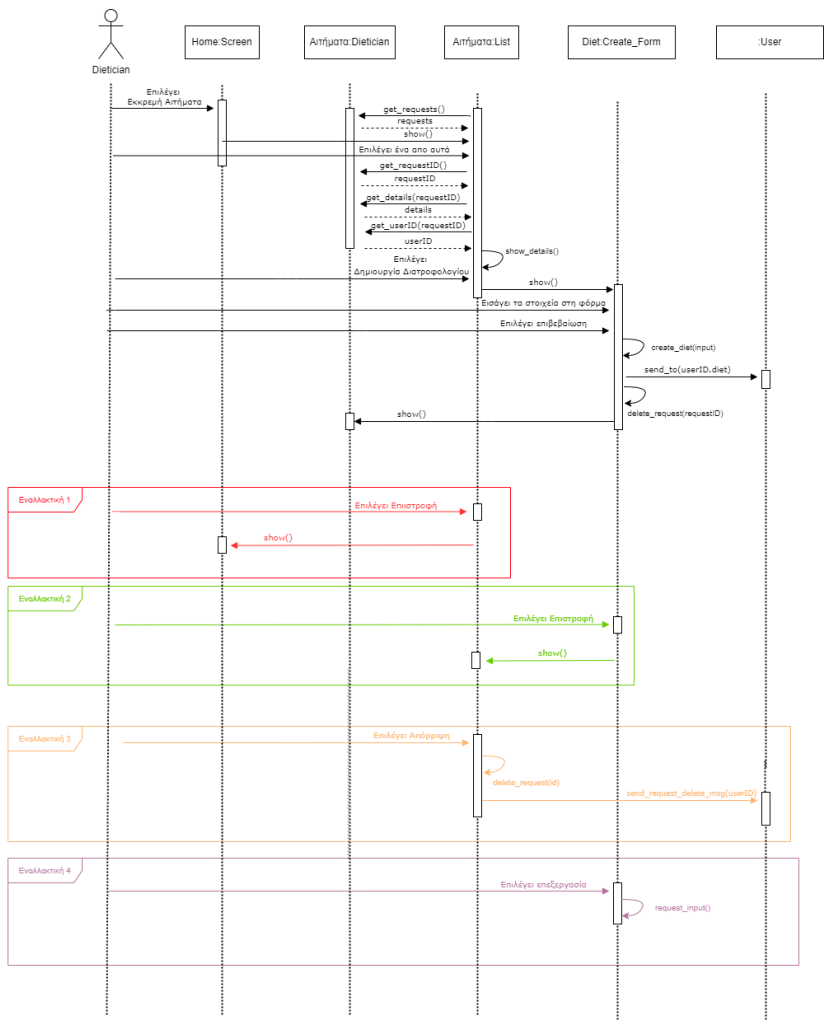 Dietician
Home:Screen
Αιτήματα:Dietician
Αιτήματα:List
Diet:Create_Form
:User
Επιλέγει
Εκκρεμή Αιτήματα
get_requests()
requests
show()
Επιλέγει ένα απο αυτά
get_requestID()
requestID
get_details(requestID)
details
get_userID(requestID)
userID
show_details()
Επιλέγει
Δημιουργία Διατροφολογίου
show()
Εισάγει τα στοιχεία στη φόρμα
Επιλέγει επιβεβαίωση
create_diet(input)
send_to(userID,diet)
delete_request(requestID)
show()
Εναλλακτική 1
Επιλέγει Επιστροφή
show()
Εναλλακτική 2
Επιλέγει Επιστροφή
show()
Εναλλακτική 3
Επιλέγει Απόρριψη
delete_request(id)
send_request_delete_msg(userID)
Εναλλακτική 4
Επιλέγει επεξεργασία
request_input()